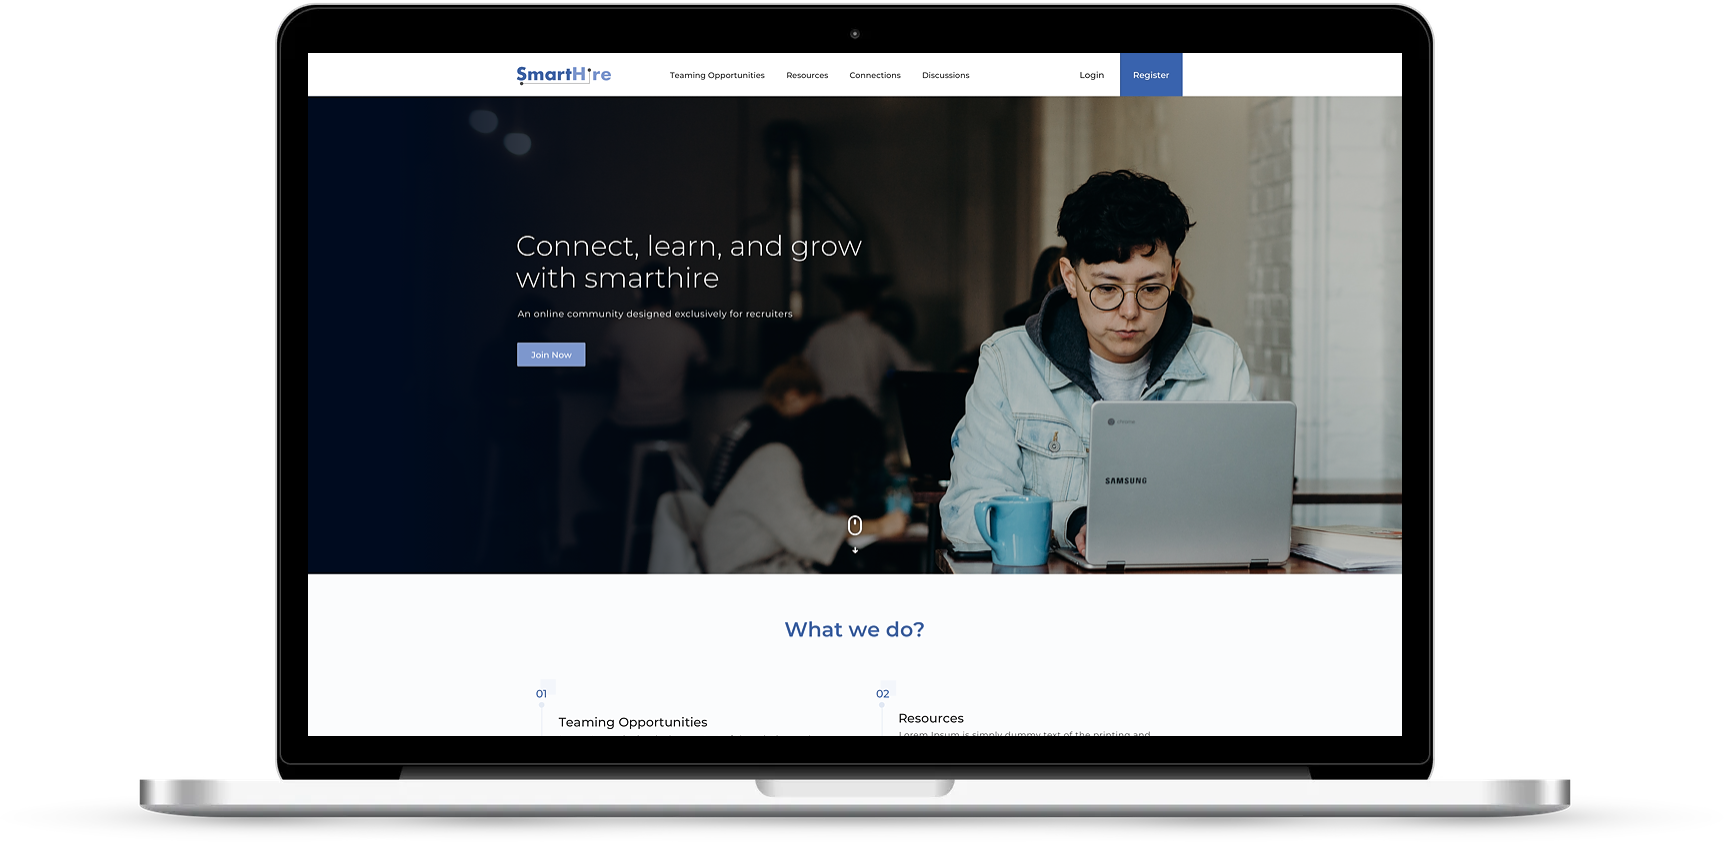 SmartHire
Teaming Opportunities
Resources
Connections
Discussions
Login
Register
Connect, learn, and grow
with smarthire
An online community designed exclusively for recruiters
Join Now
chrome
SAMSUNG
What we do?
01
02
Teaming Opportunities
Resources
Lorem Ipsum is simply dummy text of the printing and